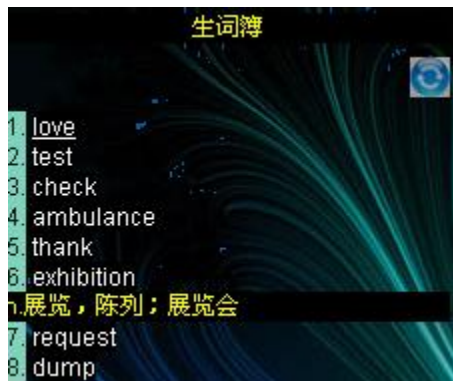 生词簿
1. love
2. test
3. check
4. ambulance
5. thank
6. exhibition
n.展览，陈列；展览会
7. request
8. dump